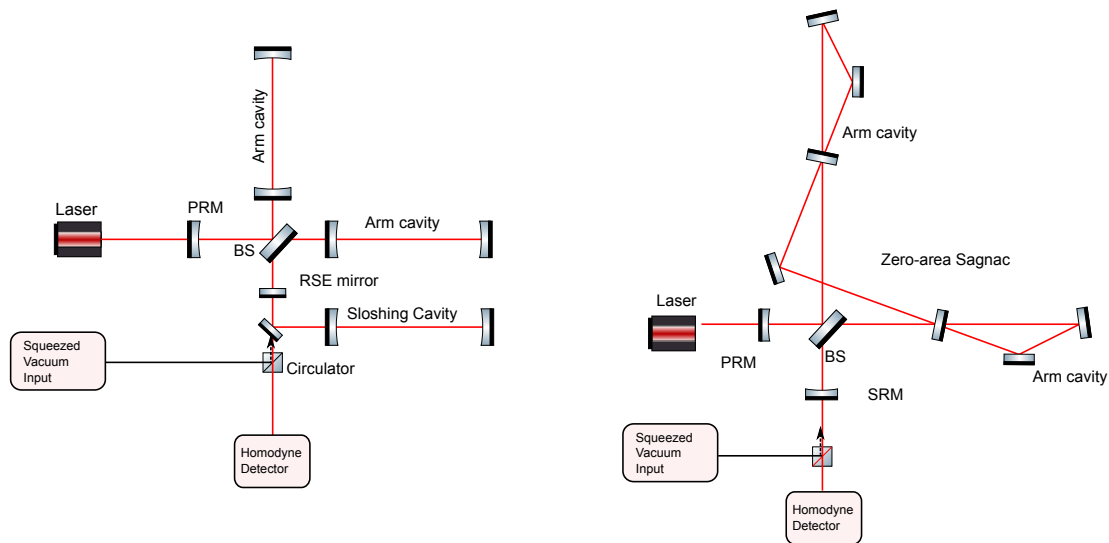 Arm cavity
Laser
PRM
BS
Arm cavity
RSE mirror
Sloshing Cavity
Squeezed
Vacuum
Input
Circulator
Homodyne
Detector
Arm cavity
Zero-area Sagnac
Laser
PRM
BS
Arm cavity
SRM
Squeezed
Vacuum
Input
Homodyne
Detector